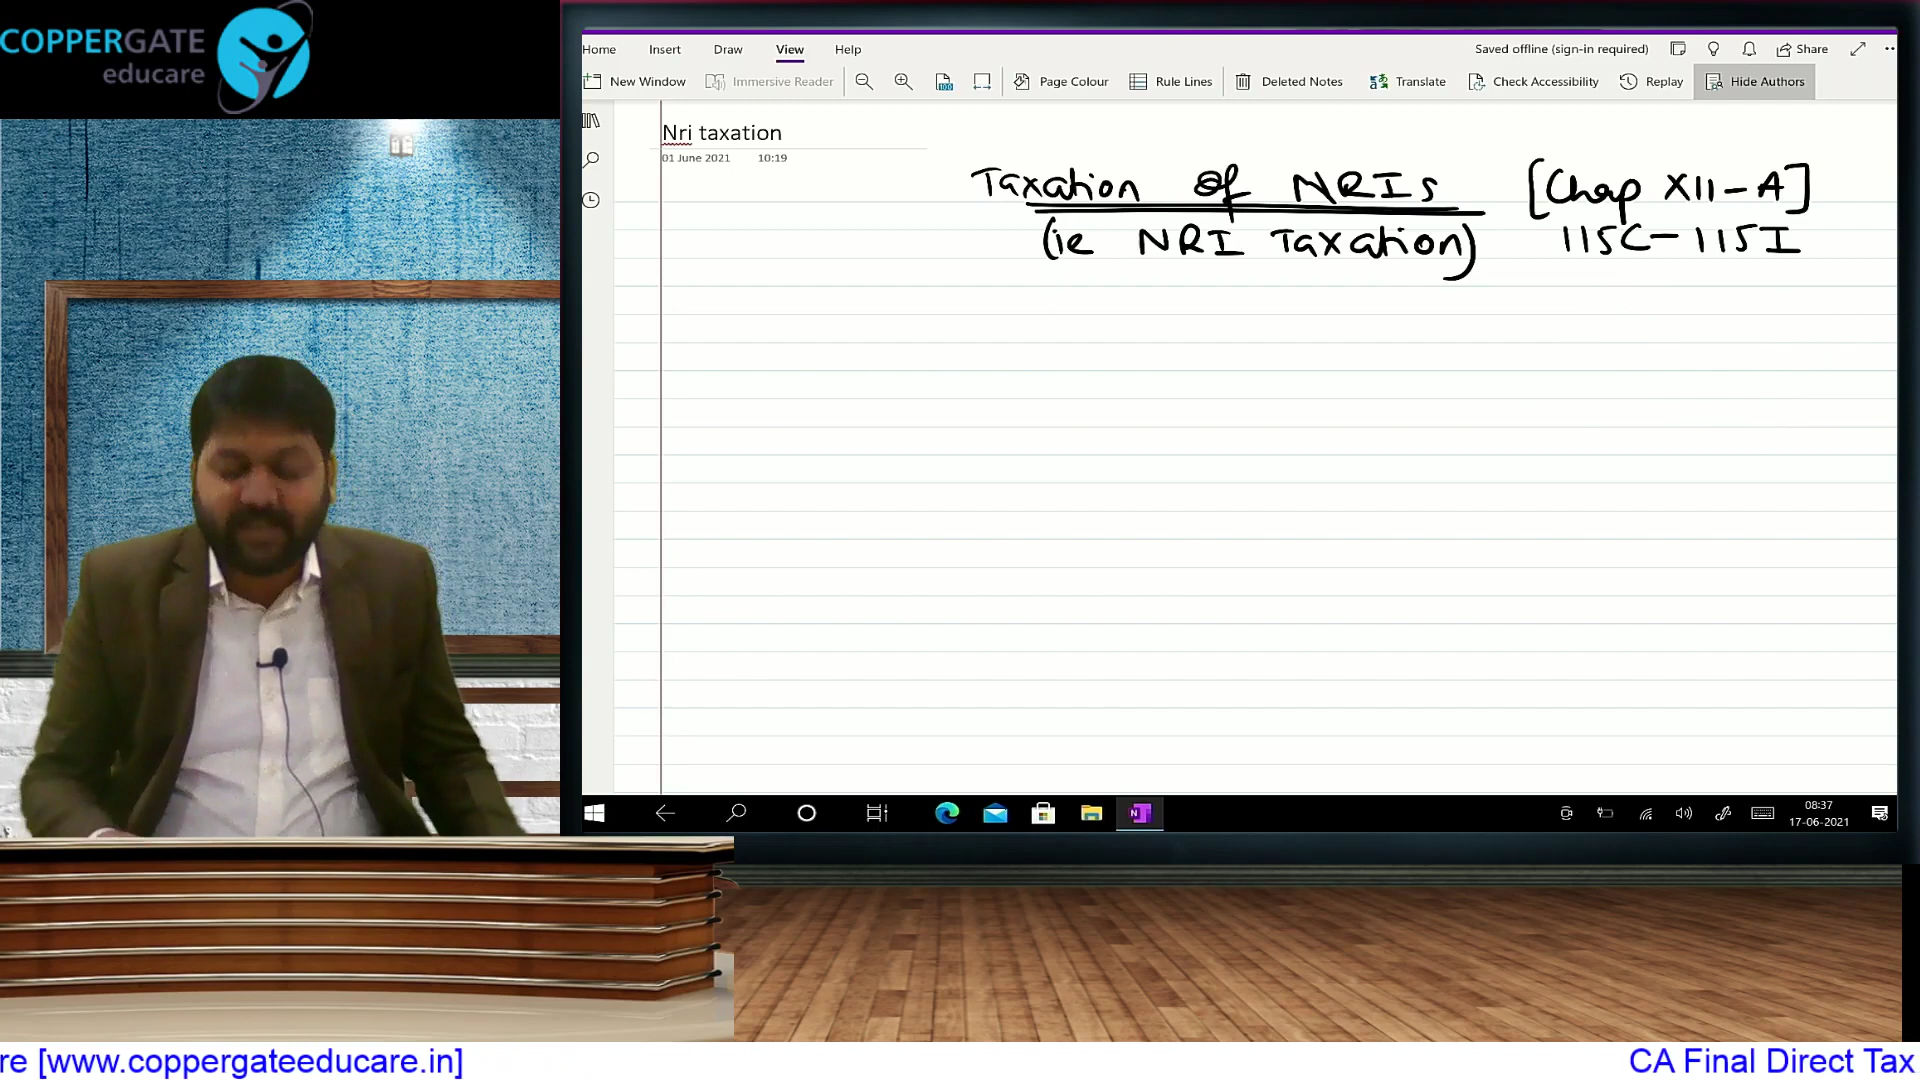 COPPERGATE
educare
Home Insert Draw View Help
Saved offline (sign-in required) Share
New Window Immersive Reader Page Colour Rule Lines Deleted Notes Translate Check Accessibility Replay Hide Authors
Nri taxation
01 June 2021 10:19
Taxation of NRIs [Chap XII-A]
(ie NRI Taxation) 115C-115I
08:37
17-06-2021
re [www.coppergateeducare.in]
CA Final Direct Tax